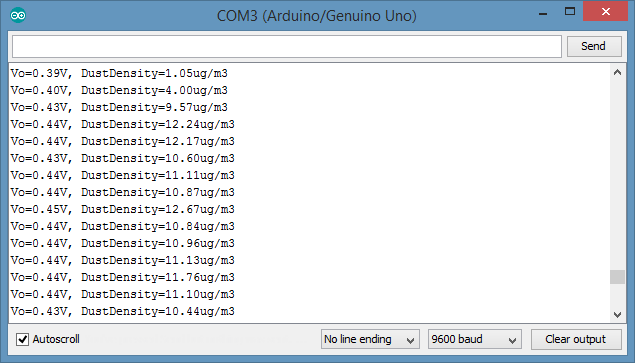 COM3 (Arduino/Genuino Uno)
Send
Vo=0.39V, DustDensity=1.05ug/m3
Vo=0.40V, DustDensity=4.00ug/m3
Vo=0.43V, DustDensity=9.57ug/m3
Vo=0.44V, DustDensity=12.24ug/m3
Vo=0.44V, DustDensity=12.17ug/m3
Vo=0.43V, DustDensity=10.60ug/m3
Vo=0.44V, DustDensity=11.11ug/m3
Vo=0.44V, DustDensity=10.87ug/m3
Vo=0.45V, DustDensity=12.67ug/m3
Vo=0.44V, DustDensity=10.84ug/m3
Vo=0.44V, DustDensity=10.96ug/m3
Vo=0.44V, DustDensity=11.13ug/m3
Vo=0.44V, DustDensity=11.76ug/m3
Vo=0.44V, DustDensity=11.10ug/m3
Vo=0.43V, DustDensity=10.44ug/m3
Autoscroll No line ending 9600 baud Clear output